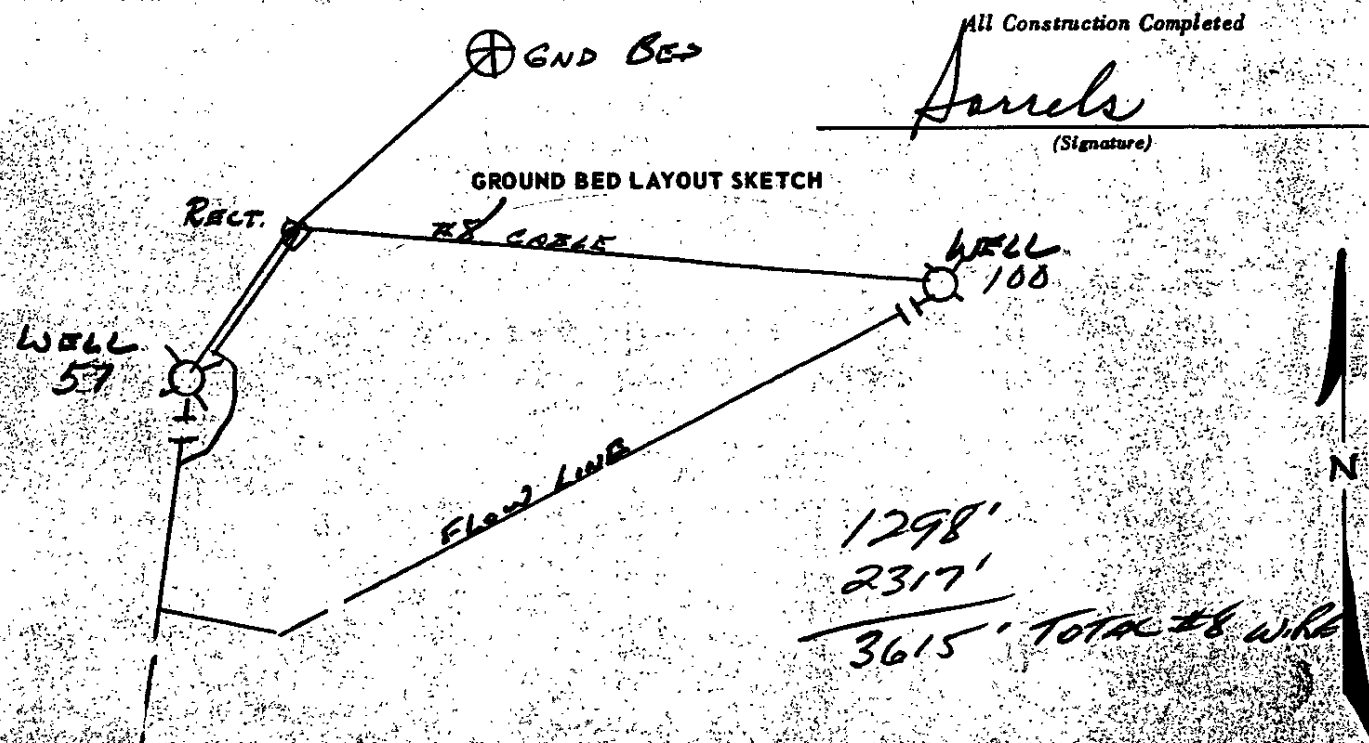 All Construction Completed
GND BED
Sorrels
(Signature)
GROUND BED LAYOUT SKETCH
RECT.
#8 CABLE
WELL
100
WELL
57
N
FLOW LINE
1298'
2317'
3615' TOTAL #8 WIRE